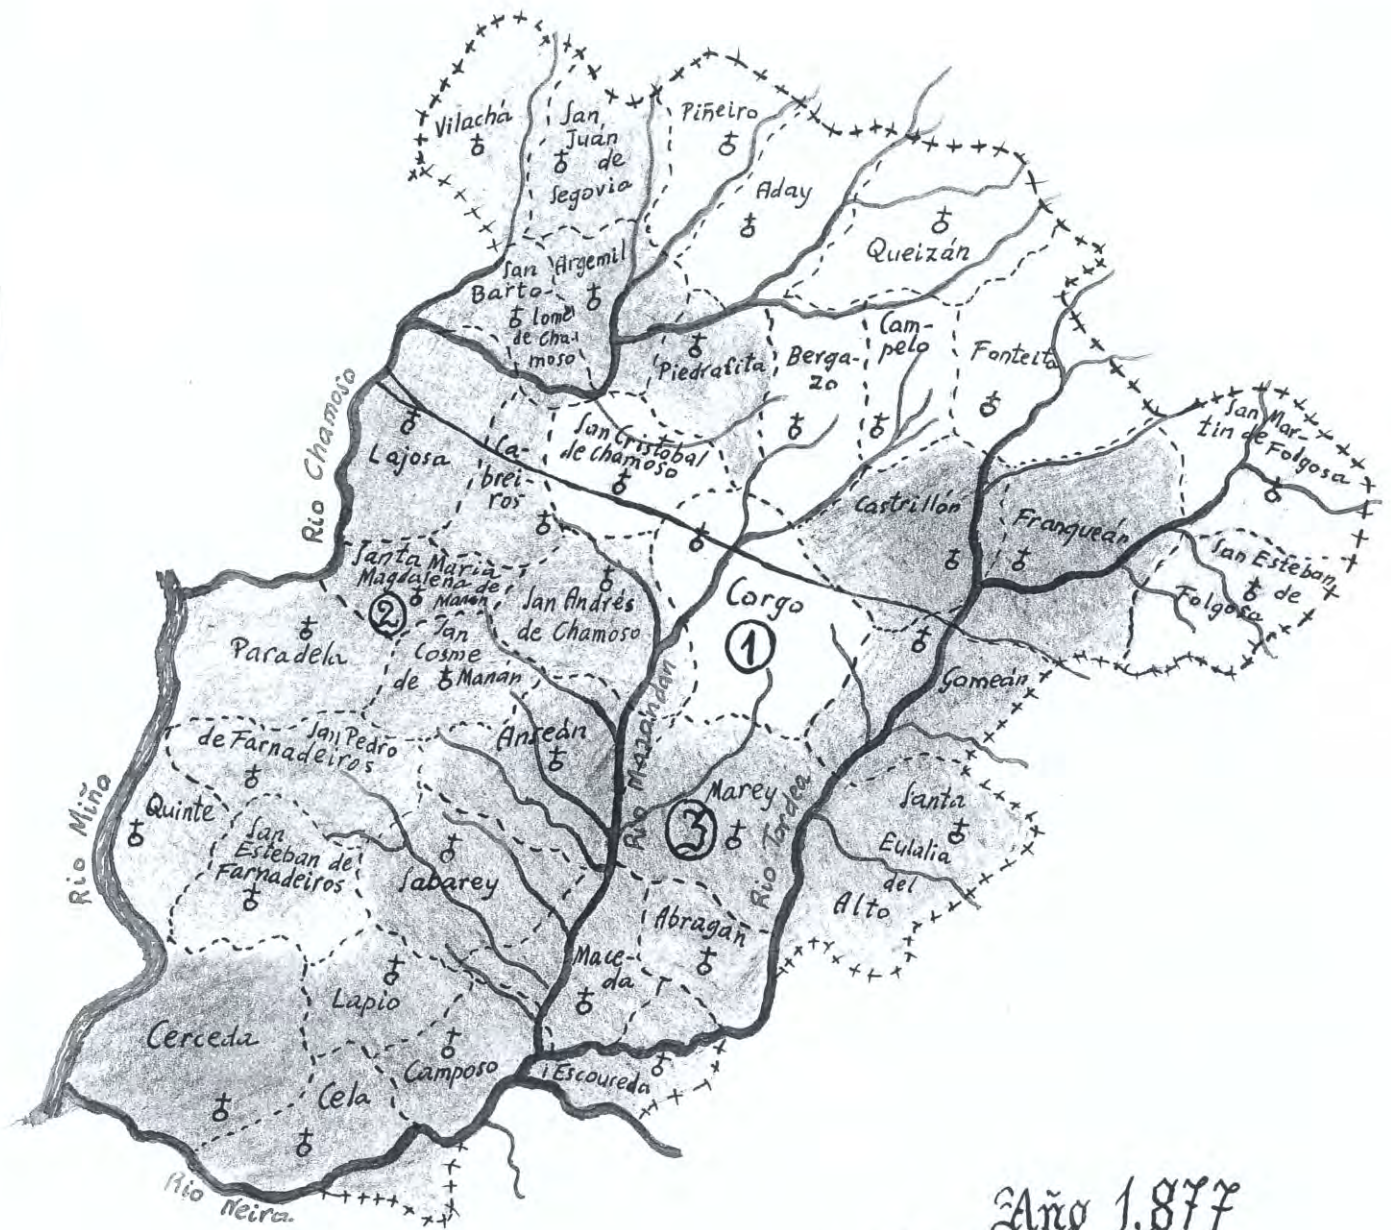 Vilachá
San
Juán
de
Segovia
Piñeiro
Aday
Queizán
San
Barto-
lomé
de Cha-
moso
Argemil
Piedrafita
Berga-
zo
Cam-
pelo
Fonteita
San Mar-
tin de Folgosa
Rio Chamoso
Lajosa
Ca-
brei-
ros
San Cristobal
de Chamoso
Castrillón
Franqueán
San Esteban
de
Folgosa
Santa Maria
Magdalena de
Manán
2
San Andrés
de Chamoso
Corgo
1
Paradela
San
Cosme
de Manán
Gomeán
San Pedro
de Farnadeiros
Anseán
Rio Mazandán
Marey
3
Rio Tordea
Santa
Eulalia
del
Alto
Rio Miño
Quinte
San
Esteban de
Farnadeiros
Sabarey
Abragán
Mace-
da
Lapio
Cerceda
Camposo
Cela
Escoureda
Rio Neira
Año 1.877